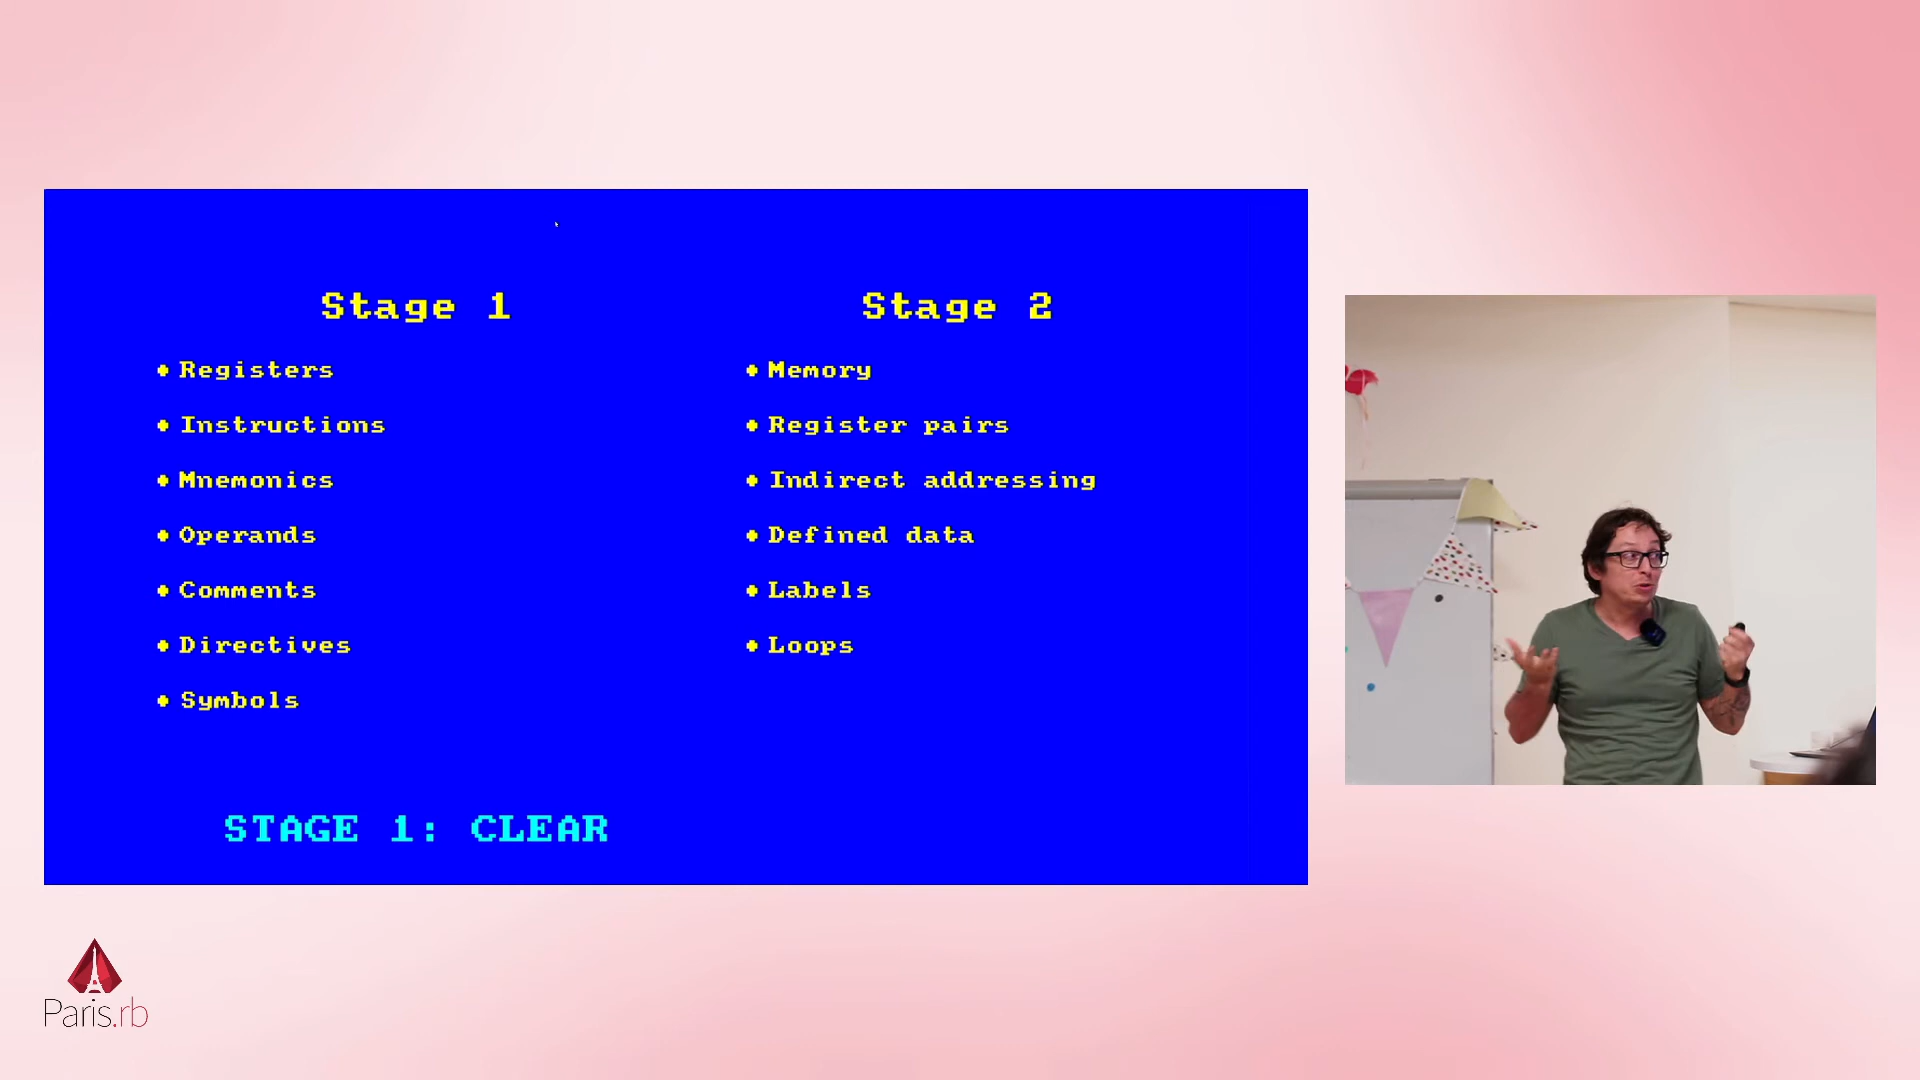 Stage 1
• Registers
• Instructions
• Mnemonics
• Operands
• Comments
• Directives
• Symbols
STAGE 1: CLEAR
Stage 2
• Memory
• Register pairs
• Indirect addressing
• Defined data
• Labels
• Loops
Paris.rb